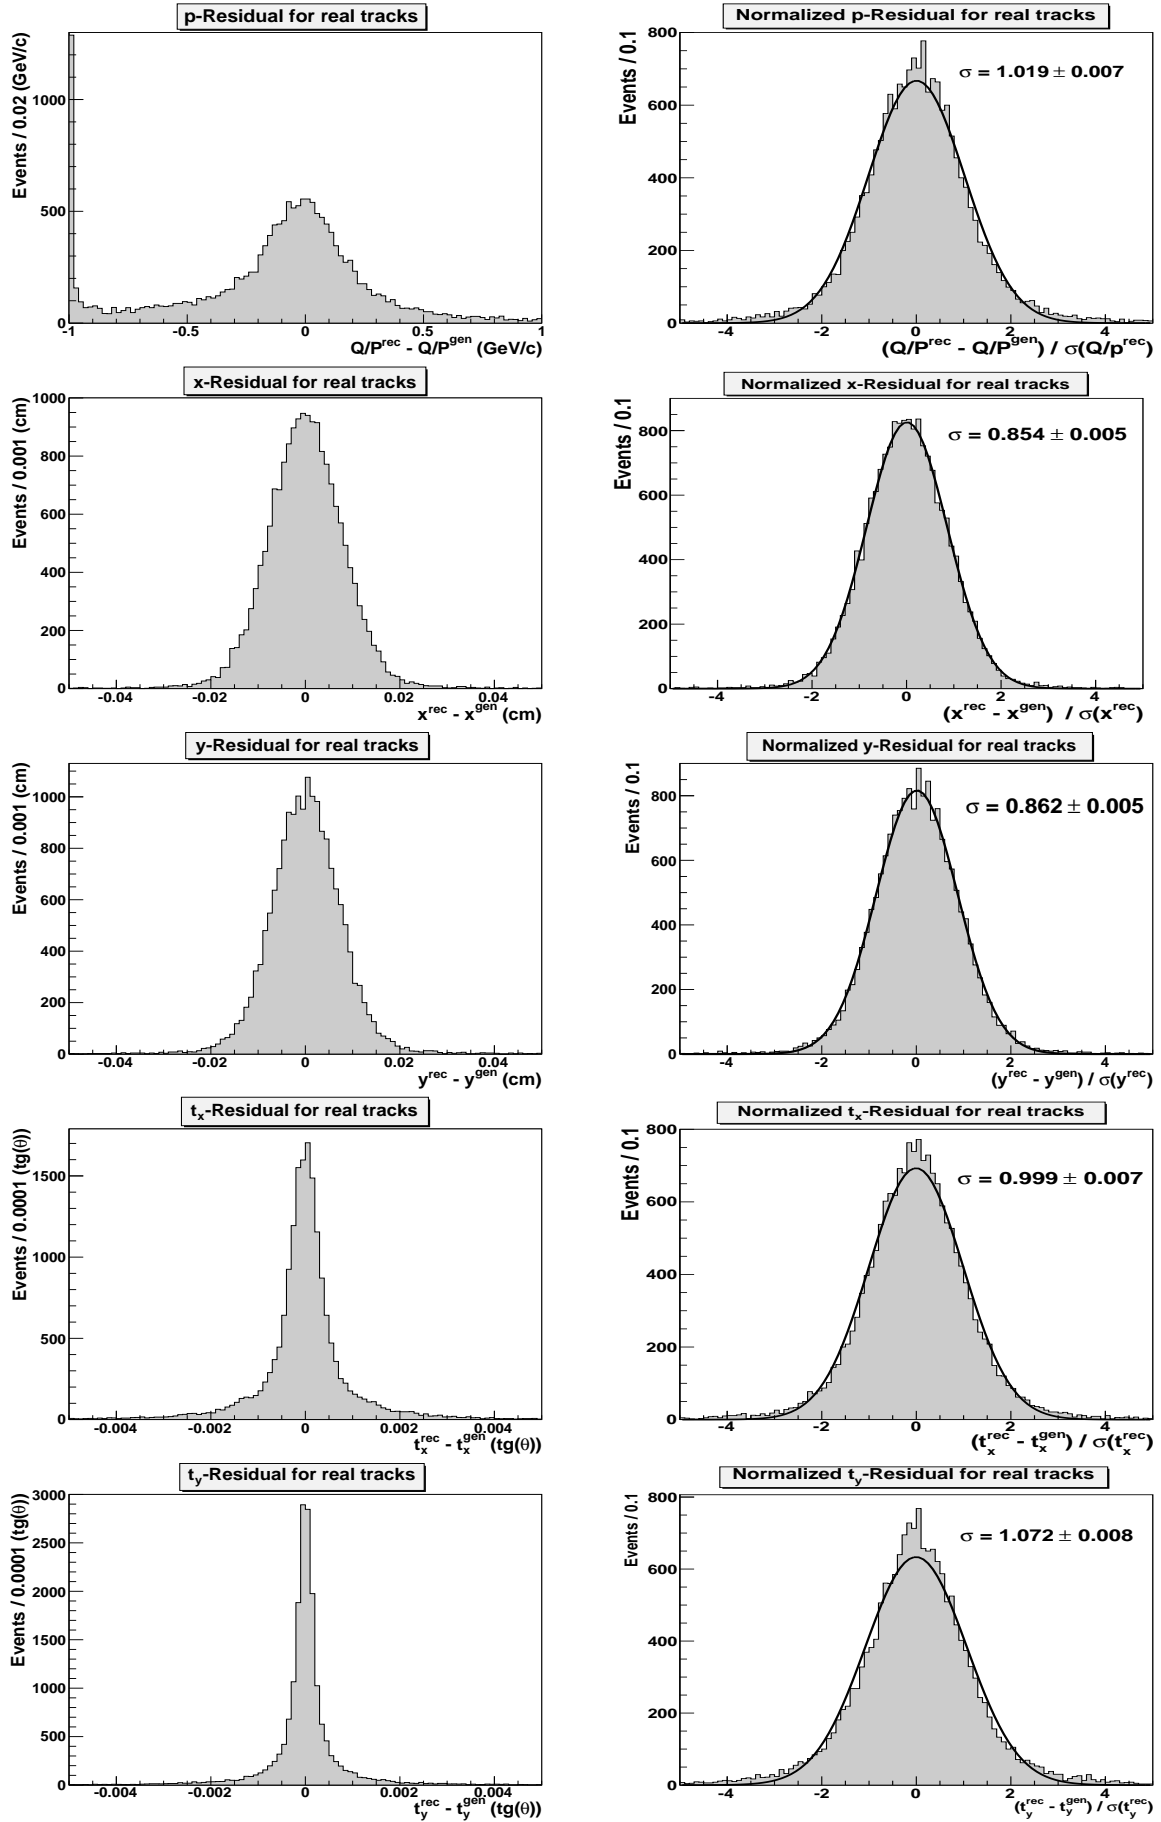 p-Residual for real tracks
Events / 0.02 (GeV/c)
1000
500
0
-1 -0.5 0 0.5 1
Q/P^rec - Q/P^gen (GeV/c)
Normalized p-Residual for real tracks
Events / 0.1
σ = 1.019 ± 0.007
800
600
400
200
0
-4 -2 0 2 4
(Q/P^rec - Q/P^gen) / σ(Q/p^rec)
x-Residual for real tracks
Events / 0.001 (cm)
1000
800
600
400
200
0
-0.04 -0.02 0 0.02 0.04
x^rec - x^gen (cm)
Normalized x-Residual for real tracks
Events / 0.1
σ = 0.854 ± 0.005
800
600
400
200
0
-4 -2 0 2 4
(x^rec - x^gen) / σ(x^rec)
y-Residual for real tracks
Events / 0.001 (cm)
1000
800
600
400
200
0
-0.04 -0.02 0 0.02 0.04
y^rec - y^gen (cm)
Normalized y-Residual for real tracks
Events / 0.1
σ = 0.862 ± 0.005
800
600
400
200
0
-4 -2 0 2 4
(y^rec - y^gen) / σ(y^rec)
t_x-Residual for real tracks
Events / 0.0001 (tg(θ))
1500
1000
500
0
-0.004 -0.002 0 0.002 0.004
t_x^rec - t_x^gen (tg(θ))
Normalized t_x-Residual for real tracks
Events / 0.1
σ = 0.999 ± 0.007
800
600
400
200
0
-4 -2 0 2 4
(t_x^rec - t_x^gen) / σ(t_x^rec)
t_y-Residual for real tracks
Events / 0.0001 (tg(θ))
3000
2500
2000
1500
1000
500
0
-0.004 -0.002 0 0.002 0.004
t_y^rec - t_y^gen (tg(θ))
Normalized t_y-Residual for real tracks
Events / 0.1
σ = 1.072 ± 0.008
800
600
400
200
0
-4 -2 0 2 4
(t_y^rec - t_y^gen) / σ(t_y^rec)